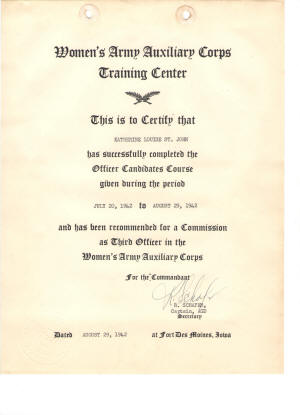 Women's Army Auxiliary Corps
Training Center
This is to Certify that
KATHERINE LOUISE ST. JOHN
has successfully completed the
Officer Candidates Course
given during the period
JULY 20, 1942 to AUGUST 29, 1942
and has been recommended for a Commission
as Third Officer in the
Women's Army Auxiliary Corps
For the Commandant
R. SCHAFER,
Captain, AGD
Secretary
Dated AUGUST 29, 1942 at Fort Des Moines, Iowa